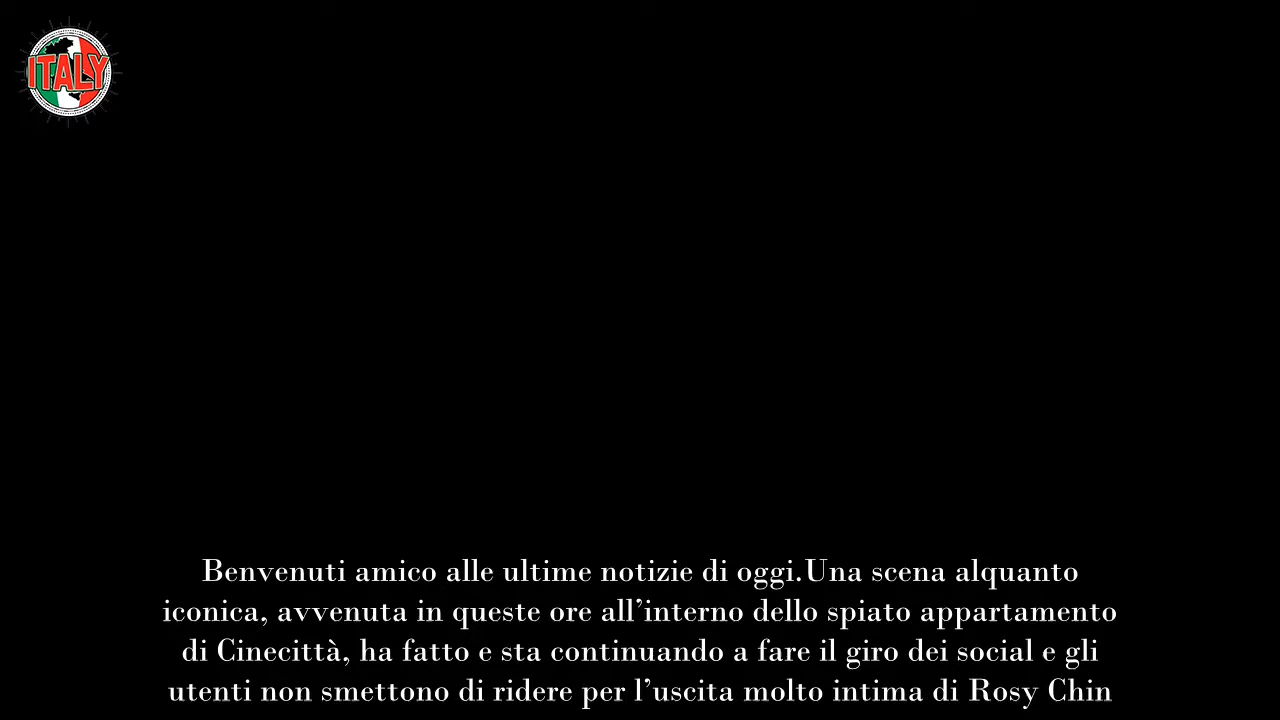 ITALY
Benvenuti amico alle ultime notizie di oggi.Una scena alquanto
iconica, avvenuta in queste ore all’interno dello spiato appartamento
di Cinecittà, ha fatto e sta continuando a fare il giro dei social e gli
utenti non smettono di ridere per l’uscita molto intima di Rosy Chin